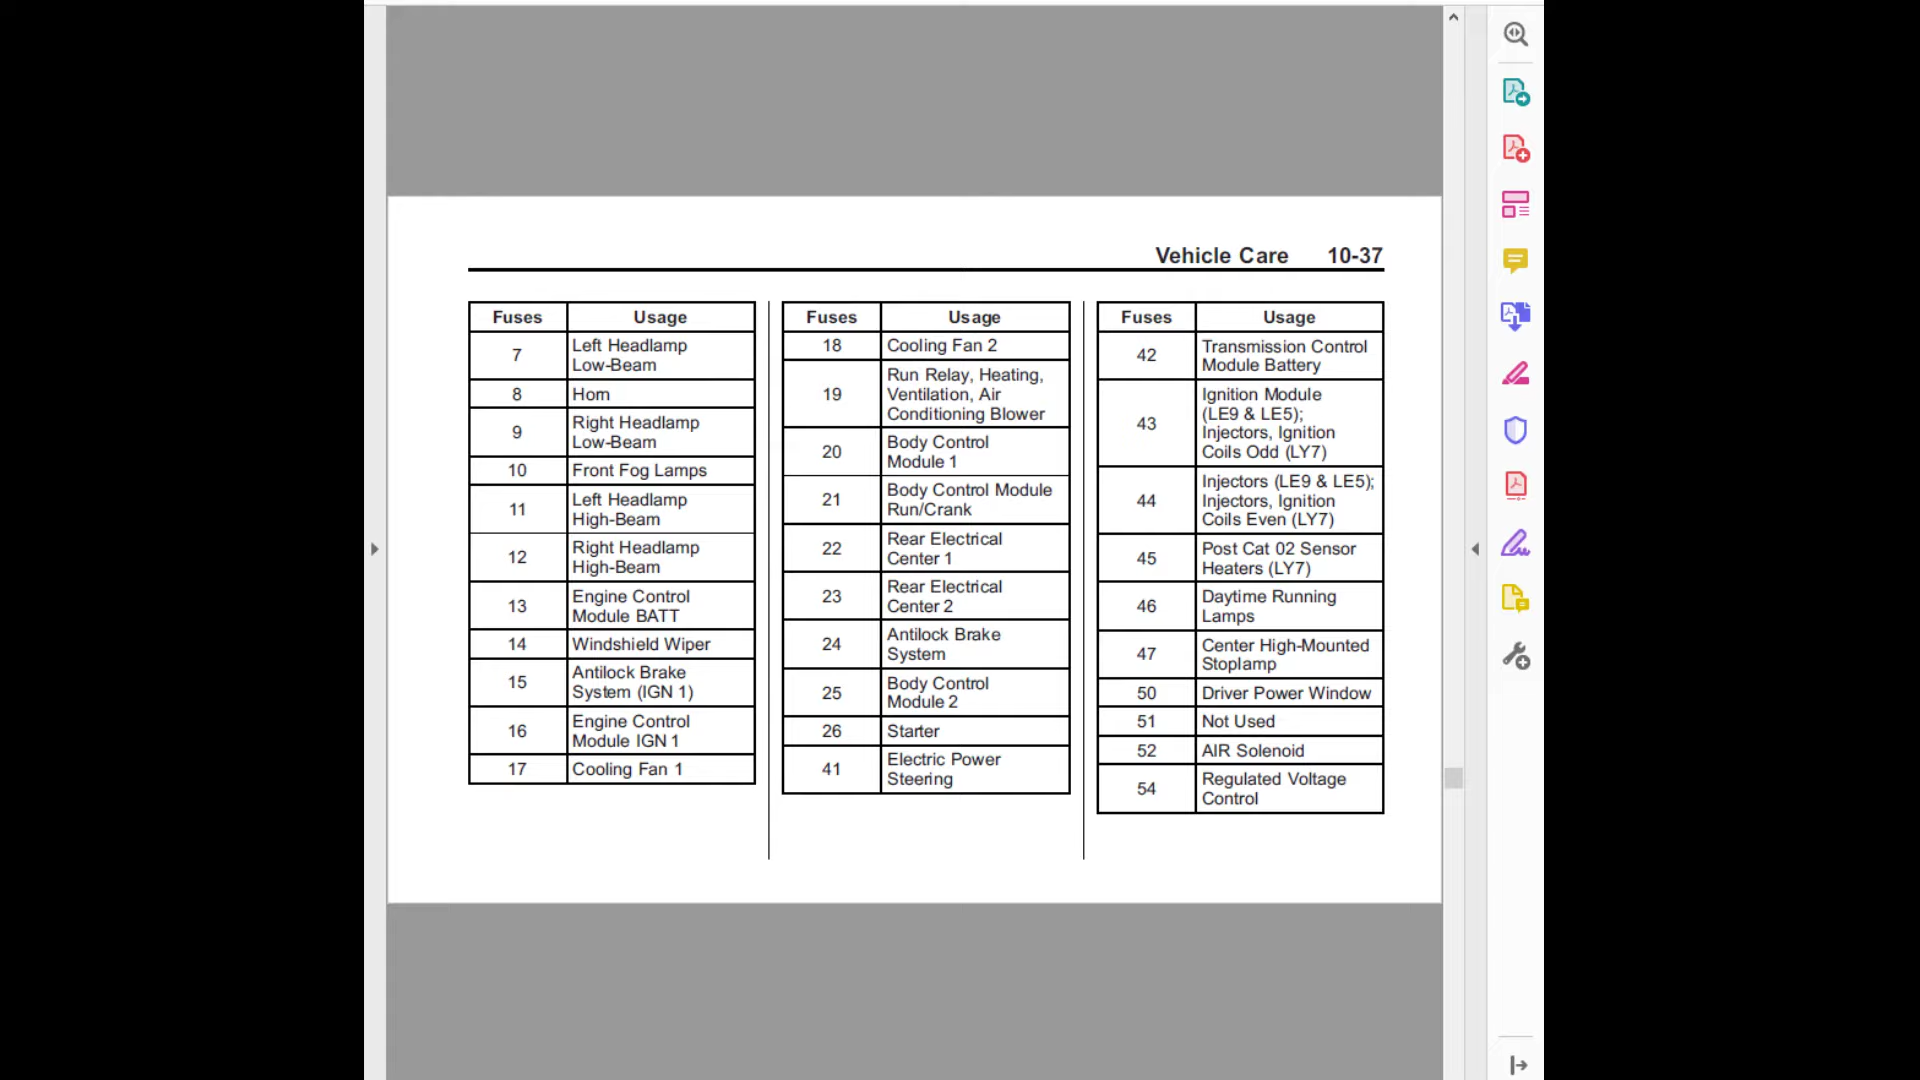 Vehicle Care 10-37
Fuses Usage
7 Left Headlamp
Low-Beam
8 Horn
9 Right Headlamp
Low-Beam
10 Front Fog Lamps
11 Left Headlamp
High-Beam
12 Right Headlamp
High-Beam
13 Engine Control
Module BATT
14 Windshield Wiper
15 Antilock Brake
System (IGN 1)
16 Engine Control
Module IGN 1
17 Cooling Fan 1
Fuses Usage
18 Cooling Fan 2
19 Run Relay, Heating,
Ventilation, Air
Conditioning Blower
20 Body Control
Module 1
21 Body Control Module
Run/Crank
22 Rear Electrical
Center 1
23 Rear Electrical
Center 2
24 Antilock Brake
System
25 Body Control
Module 2
26 Starter
41 Electric Power
Steering
Fuses Usage
42 Transmission Control
Module Battery
43 Ignition Module
(LE9 & LE5);
Injectors, Ignition
Coils Odd (LY7)
44 Injectors (LE9 & LE5);
Injectors, Ignition
Coils Even (LY7)
45 Post Cat 02 Sensor
Heaters (LY7)
46 Daytime Running
Lamps
47 Center High-Mounted
Stoplamp
50 Driver Power Window
51 Not Used
52 AIR Solenoid
54 Regulated Voltage
Control